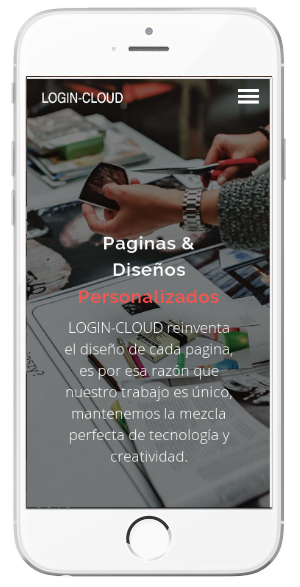 LOGIN-CLOUD
Paginas &
Diseños
Personalizados
LOGIN-CLOUD reinventa
el diseño de cada pagina,
es por esa razón que
nuestro trabajo es único,
mantenemos la mezcla
perfecta de tecnología y
creatividad.